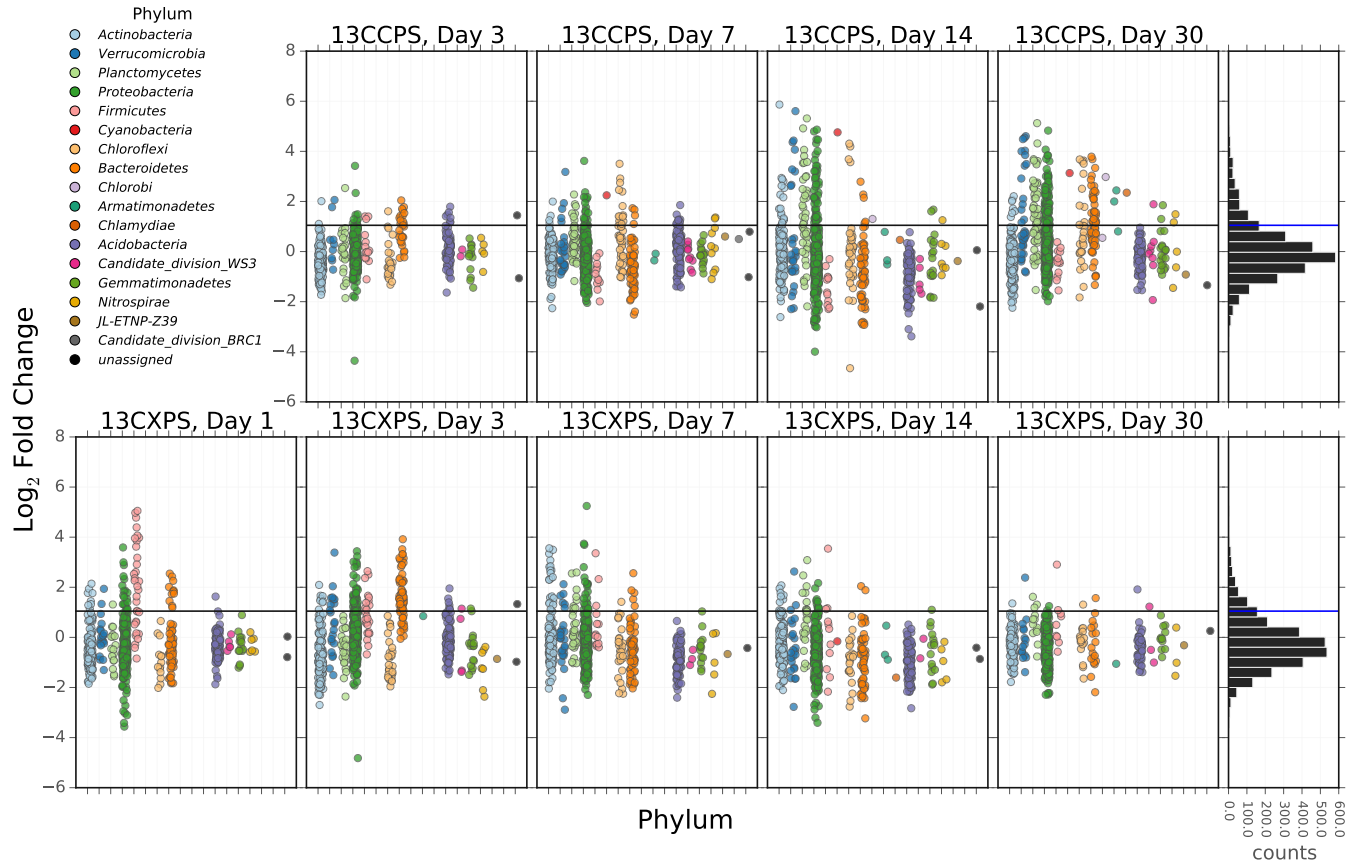 Phylum
Actinobacteria
Verrucomicrobia
Planctomycetes
Proteobacteria
Firmicutes
Cyanobacteria
Chloroflexi
Bacteroidetes
Chlorobi
Armatimonadetes
Chlamydiae
Acidobacteria
Candidate_division_WS3
Gemmatimonadetes
Nitrospirae
JL-ETNP-Z39
Candidate_division_BRC1
unassigned
13CCPS, Day 3
13CCPS, Day 7
13CCPS, Day 14
13CCPS, Day 30
8
6
4
2
0
−2
−4
−6
Log2 Fold Change
13CXPS, Day 1
13CXPS, Day 3
13CXPS, Day 7
13CXPS, Day 14
13CXPS, Day 30
8
6
4
2
0
−2
−4
−6
0.0
100.0
200.0
300.0
400.0
500.0
600.0
counts
Phylum